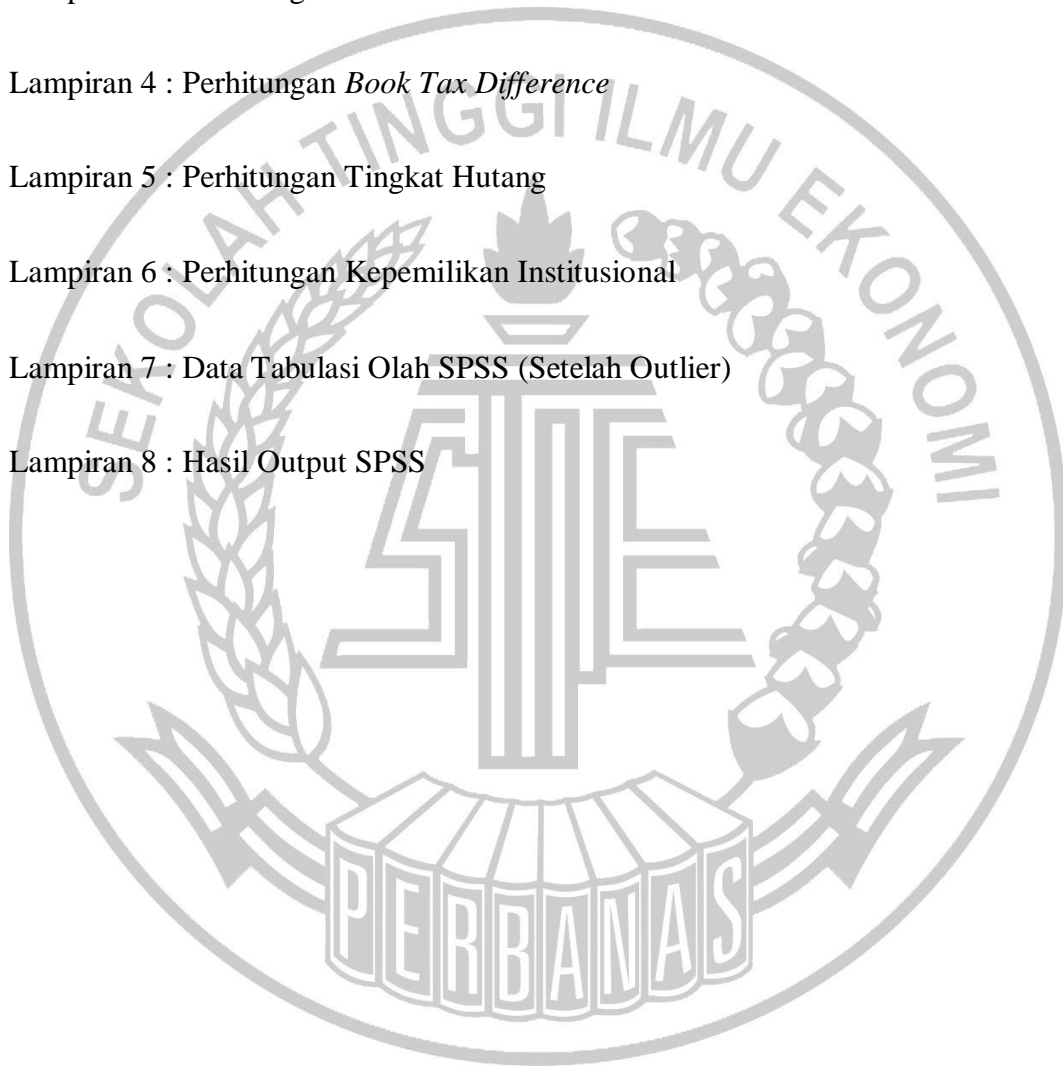 Lampiran 4 : Perhitungan Book Tax Difference
Lampiran 5 : Perhitungan Tingkat Hutang
Lampiran 6 : Perhitungan Kepemilikan Institusional
Lampiran 7 : Data Tabulasi Olah SPSS (Setelah Outlier)
Lampiran 8 : Hasil Output SPSS
SEKOLAH TINGGI ILMU EKONOMI
STIE
PERBANAS